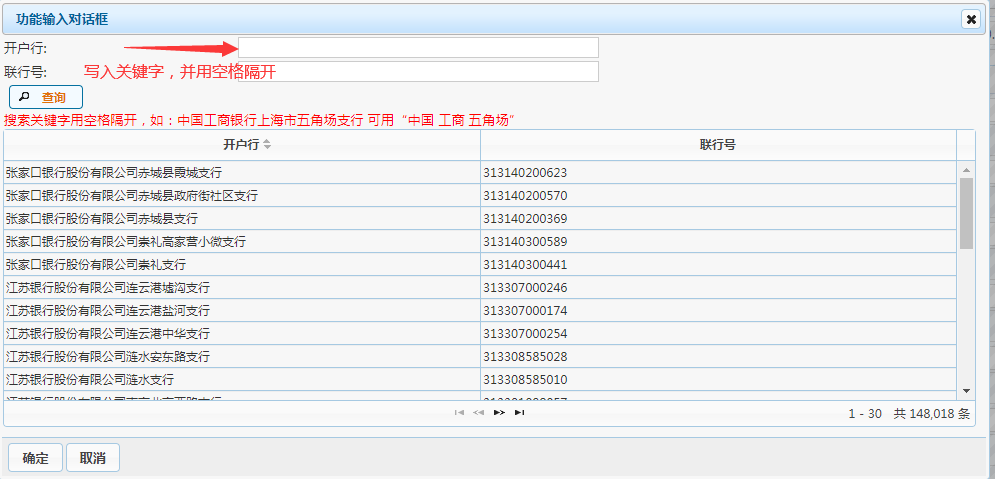 功能输入对话框
开户行:
联行号: 写入关键字，并用空格隔开
查询
搜索关键字用空格隔开，如：中国工商银行上海市五角场支行 可用“中国 工商 五角场”
开户行 联行号
张家口银行股份有限公司赤城县霞城支行 313140200623
张家口银行股份有限公司赤城县政府街社区支行 313140200570
张家口银行股份有限公司赤城县支行 313140200369
张家口银行股份有限公司崇礼高家营小微支行 313140300589
张家口银行股份有限公司崇礼支行 313140300441
江苏银行股份有限公司连云港墟沟支行 313307000246
江苏银行股份有限公司连云港盐河支行 313307000174
江苏银行股份有限公司连云港中华支行 313307000254
江苏银行股份有限公司涟水安东路支行 313308585028
江苏银行股份有限公司涟水支行 313308585010
1 - 30 共 148,018 条
确定 取消